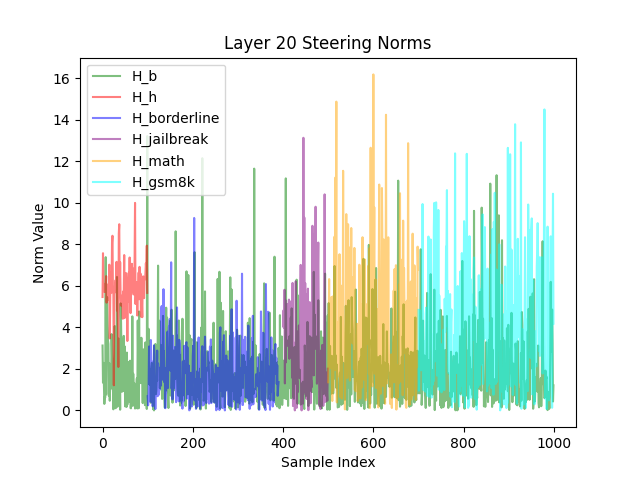 Layer 20 Steering Norms
H_b
H_h
H_borderline
H_jailbreak
H_math
H_gsm8k
Norm Value
16
14
12
10
8
6
4
2
0
0 200 400 600 800 1000
Sample Index